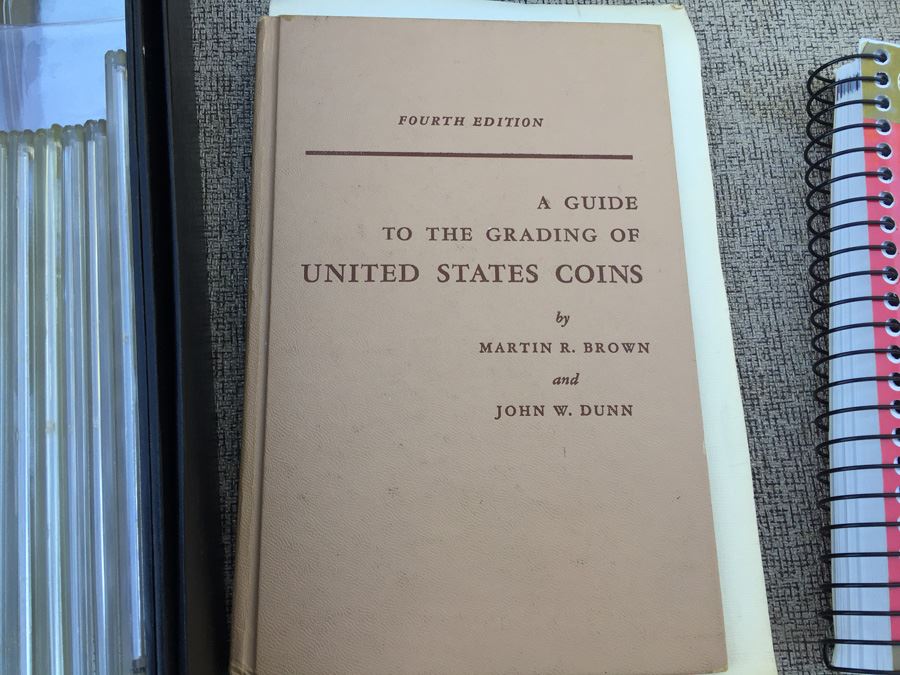 FOURTH EDITION
A GUIDE
TO THE GRADING OF
UNITED STATES COINS
by
MARTIN R. BROWN
and
JOHN W. DUNN